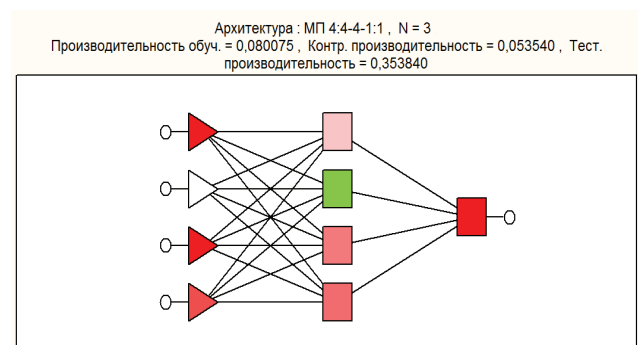 Архитектура : МП 4:4-4-1:1 , N = 3
Производительность обуч. = 0,080075 , Контр. производительность = 0,053540 , Тест.
производительность = 0,353840